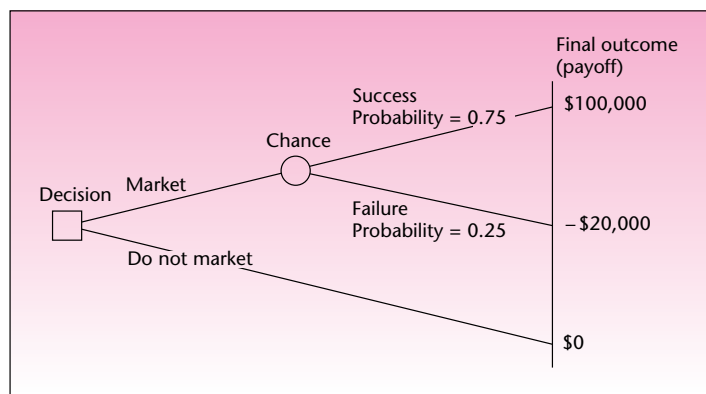 Final outcome
(payoff)
Success
Probability = 0.75
$100,000
Chance
Market
Decision
Failure
Probability = 0.25
–$20,000
Do not market
$0